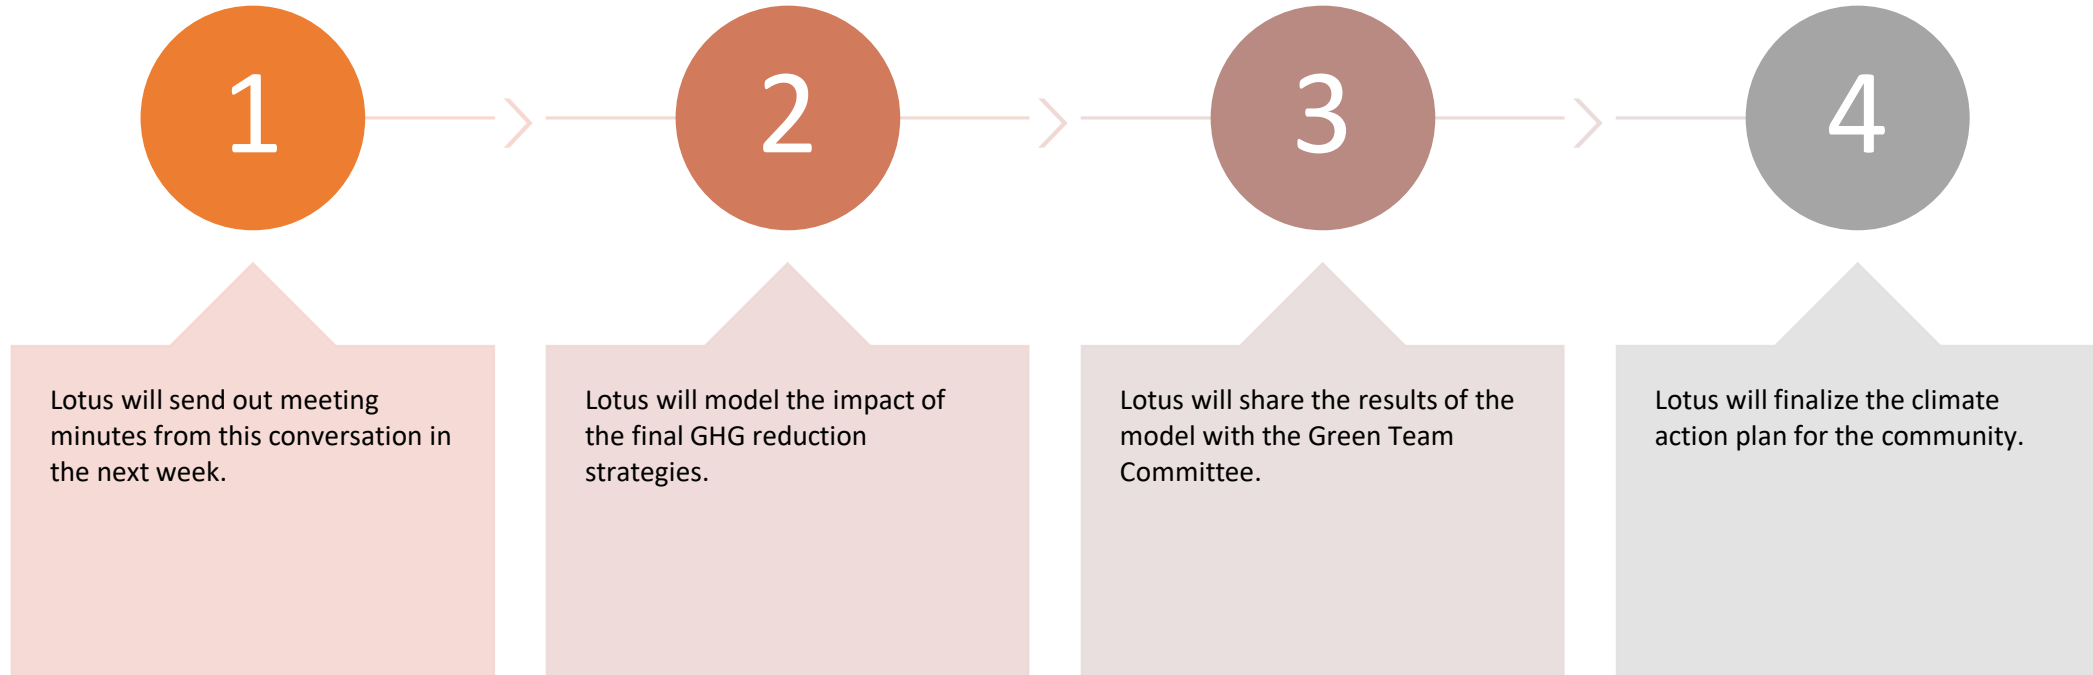 1
2
3
4
Lotus will send out meeting
minutes from this conversation in
the next week.
Lotus will model the impact of
the final GHG reduction
strategies.
Lotus will share the results of the
model with the Green Team
Committee.
Lotus will finalize the climate
action plan for the community.